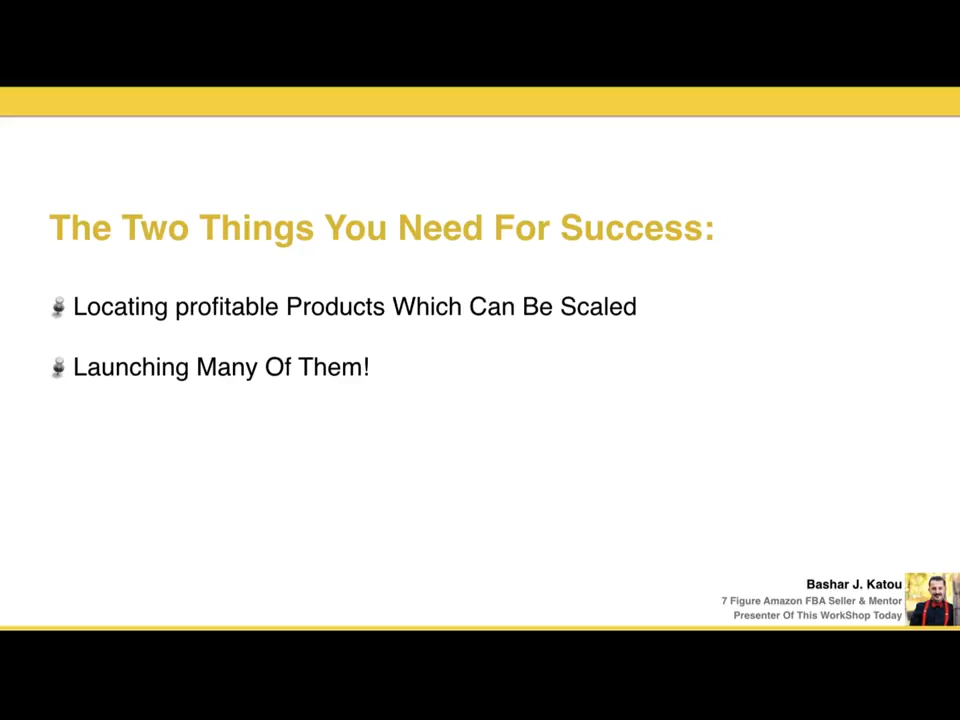 The Two Things You Need For Success:
Locating profitable Products Which Can Be Scaled
Launching Many Of Them!
Bashar J. Katou
7 Figure Amazon FBA Seller & Mentor
Presenter Of This WorkShop Today